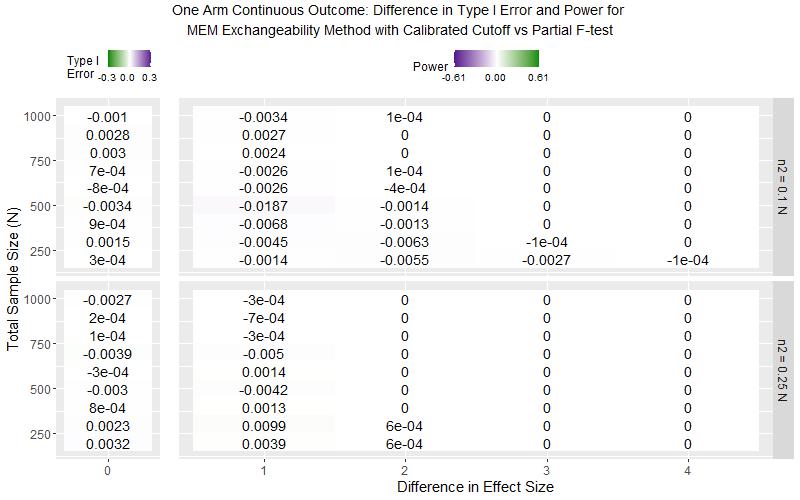 One Arm Continuous Outcome: Difference in Type I Error and Power for
MEM Exchangeability Method with Calibrated Cutoff vs Partial F-test
Type I
Error
-0.3 0.0 0.3
Power
-0.61 0.00 0.61
Total Sample Size (N)
1000 -0.001 -0.0034 1e-04 0 0
0.0028 0.0027 0 0 0
0.003 0.0024 0 0 0
750 7e-04 -0.0026 1e-04 0 0
-8e-04 -0.0026 -4e-04 0 0
500 -0.0034 -0.0187 -0.0014 0 0
9e-04 -0.0068 -0.0013 0 0
0.0015 -0.0045 -0.0063 -1e-04 0
250 3e-04 -0.0014 -0.0055 -0.0027 -1e-04
n2 = 0.1 N
1000 -0.0027 -3e-04 0 0 0
2e-04 -7e-04 0 0 0
1e-04 -3e-04 0 0 0
750 -0.0039 -0.005 0 0 0
-3e-04 0.0014 0 0 0
500 -0.003 -0.0042 0 0 0
8e-04 0.0013 0 0 0
0.0023 0.0099 6e-04 0 0
250 0.0032 0.0039 6e-04 0 0
n2 = 0.25 N
0 1 2 3 4
Difference in Effect Size